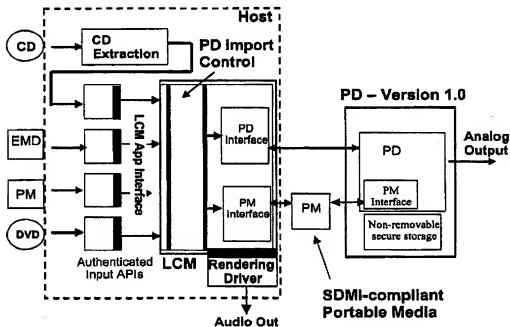 Host
CD
CD
Extraction
PD Import
Control
PD – Version 1.0
EMD
LCM App Interface
PD
Interface
PD
Analog
Output
PM
PM
Interface
PM
PM
Interface
Non-removable
secure storage
DVD
Authenticated
Input APIs
LCM
Rendering
Driver
SDMI-compliant
Portable Media
Audio Out